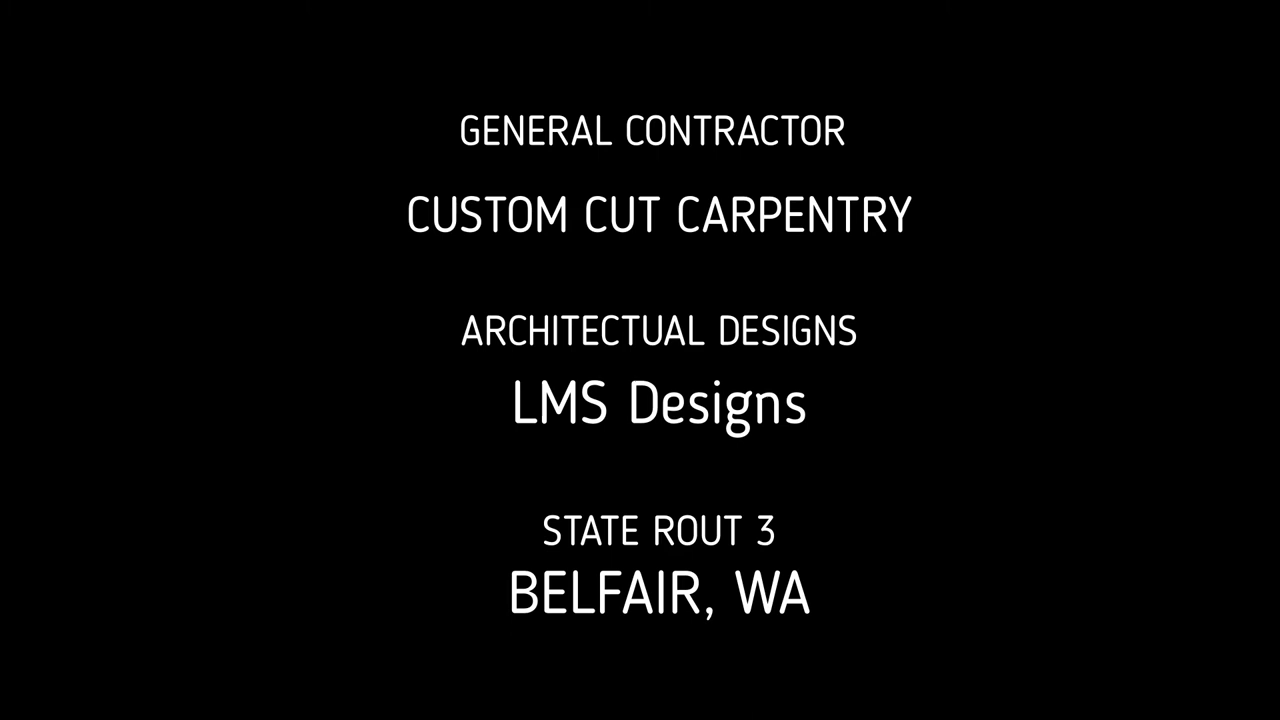 GENERAL CONTRACTOR
CUSTOM CUT CARPENTRY
ARCHITECTUAL DESIGNS
LMS Designs
STATE ROUT 3
BELFAIR, WA